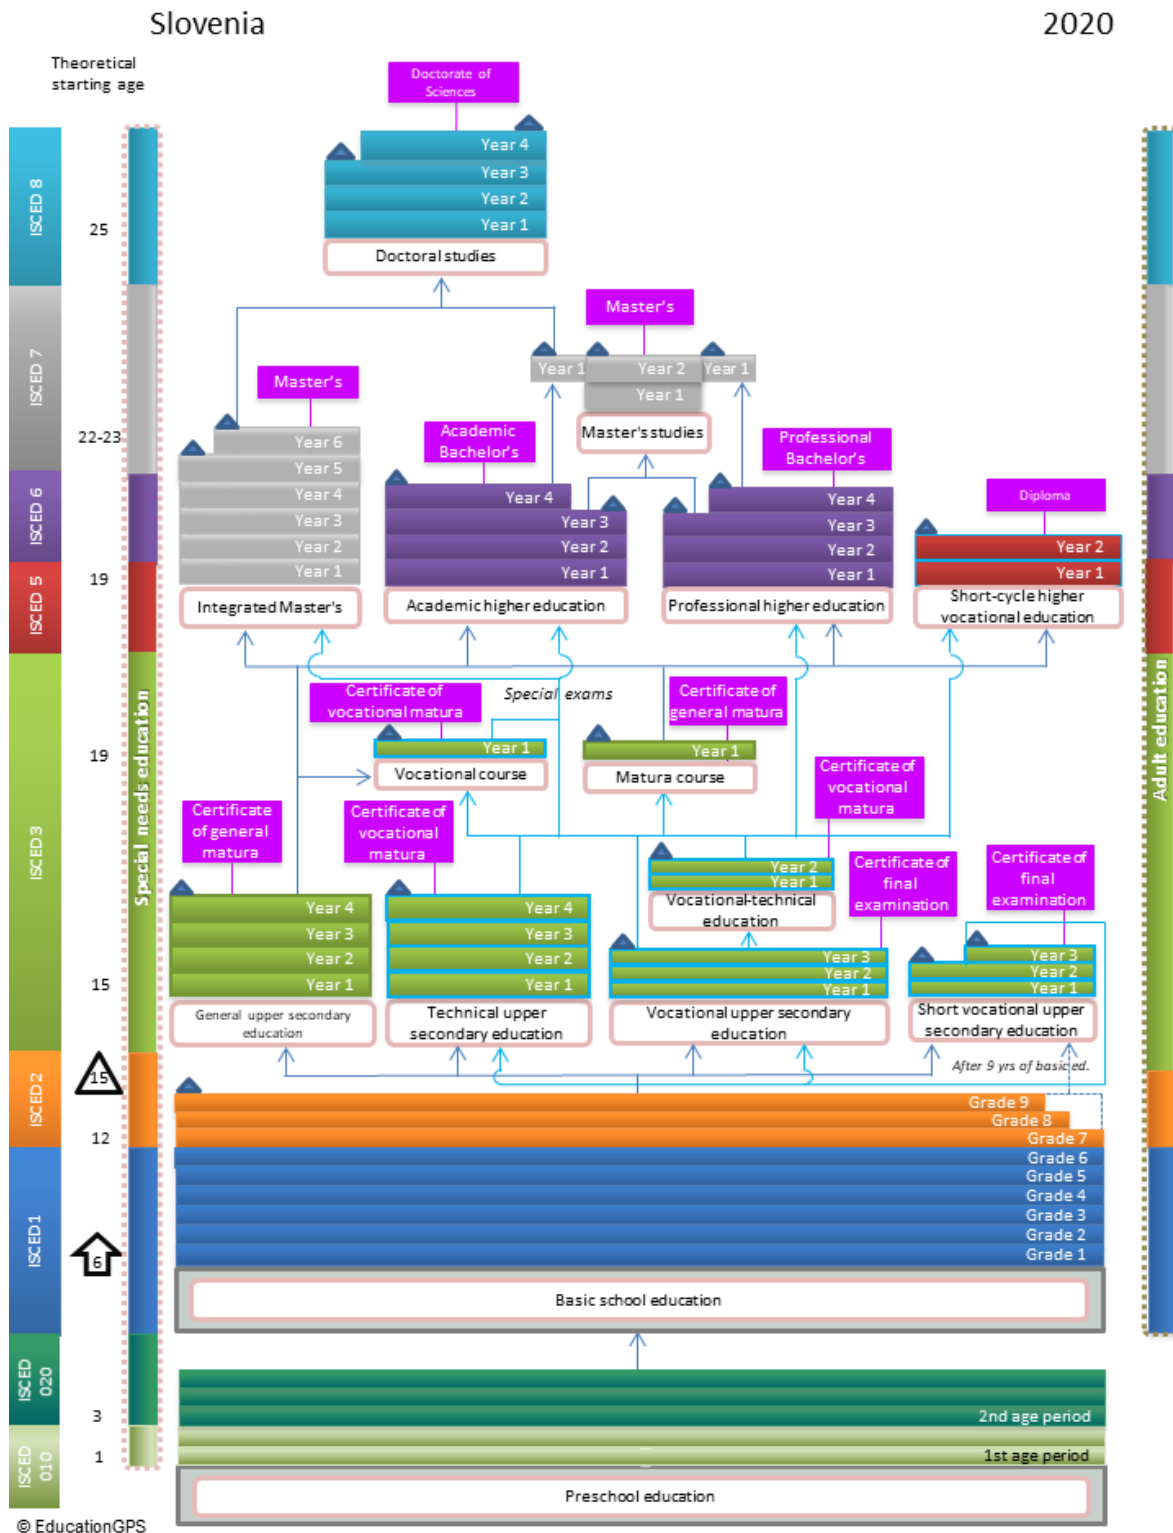 Slovenia
2020
Theoretical
starting age
Doctorate of
Sciences
Year 4
Year 3
Year 2
Year 1
Doctoral studies
ISCED 8
25
Master's
Year 1
Year 2
Year 1
Year 1
Master's studies
ISCED 7
22-23
Master's
Year 6
Year 5
Year 4
Year 3
Year 2
Year 1
Integrated Master's
Academic
Bachelor's
Year 4
Year 3
Year 2
Year 1
Academic higher education
Professional
Bachelor's
Year 4
Year 3
Year 2
Year 1
Professional higher education
Diploma
Year 2
Year 1
Short-cycle higher
vocational education
ISCED 6
ISCED 5
19
Special exams
Certificate of
vocational matura
Year 1
Vocational course
Certificate of
general matura
Year 1
Matura course
19
ISCED3
Special needs education
Adult education
Certificate
of general
matura
Year 4
Year 3
Year 2
Year 1
General upper secondary
education
Certificate of
vocational
matura
Year 4
Year 3
Year 2
Year 1
Technical upper
secondary education
Certificate of
vocational
matura
Year 2
Year 1
Vocational-technical
education
Certificate of
final
examination
Year 3
Year 2
Year 1
Vocational upper secondary
education
Certificate of
final
examination
Year 3
Year 2
Year 1
Short vocational upper
secondary education
15
After 9 yrs of basic ed.
ISCED2
15
12
Grade 9
Grade 8
Grade 7
Grade 6
Grade 5
Grade 4
Grade 3
Grade 2
Grade 1
ISCED1
6
Basic school education
ISCED
020
3
2nd age period
ISCED
010
1
1st age period
Preschool education
© EducationGPS